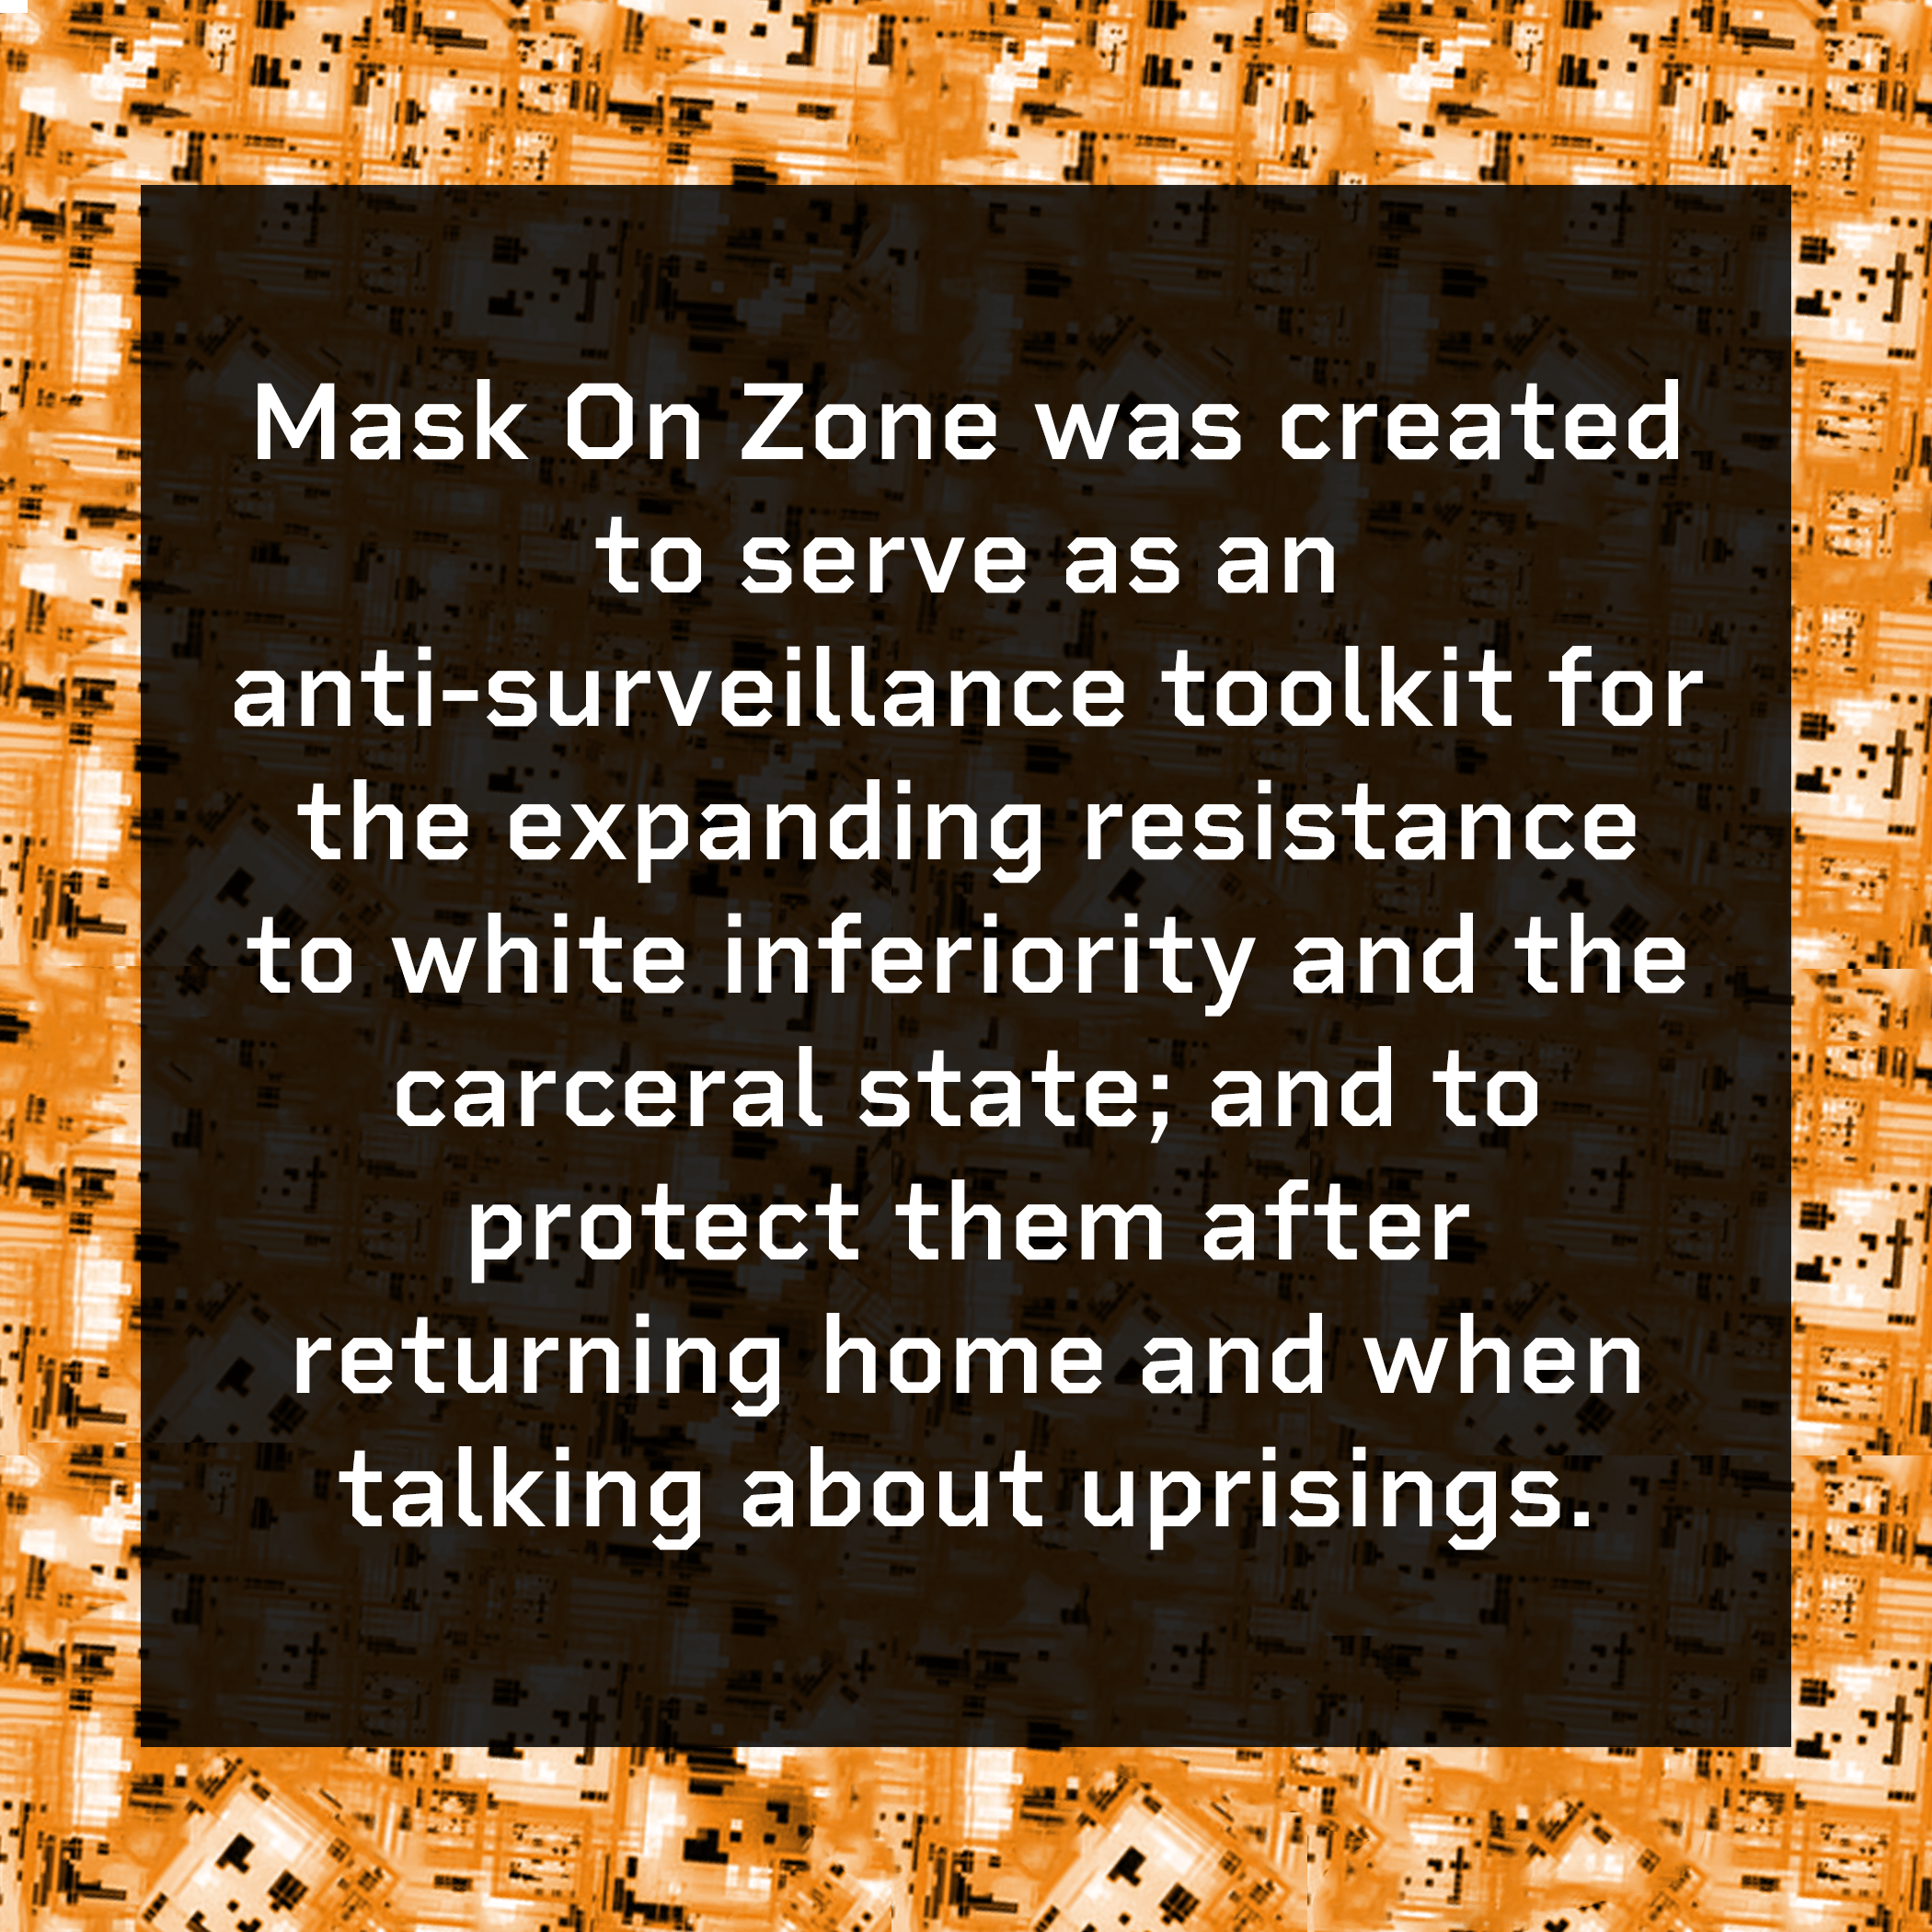 Mask On Zone was created
to serve as an
anti-surveillance toolkit for
the expanding resistance
to white inferiority and the
carceral state; and to
protect them after
returning home and when
talking about uprisings.